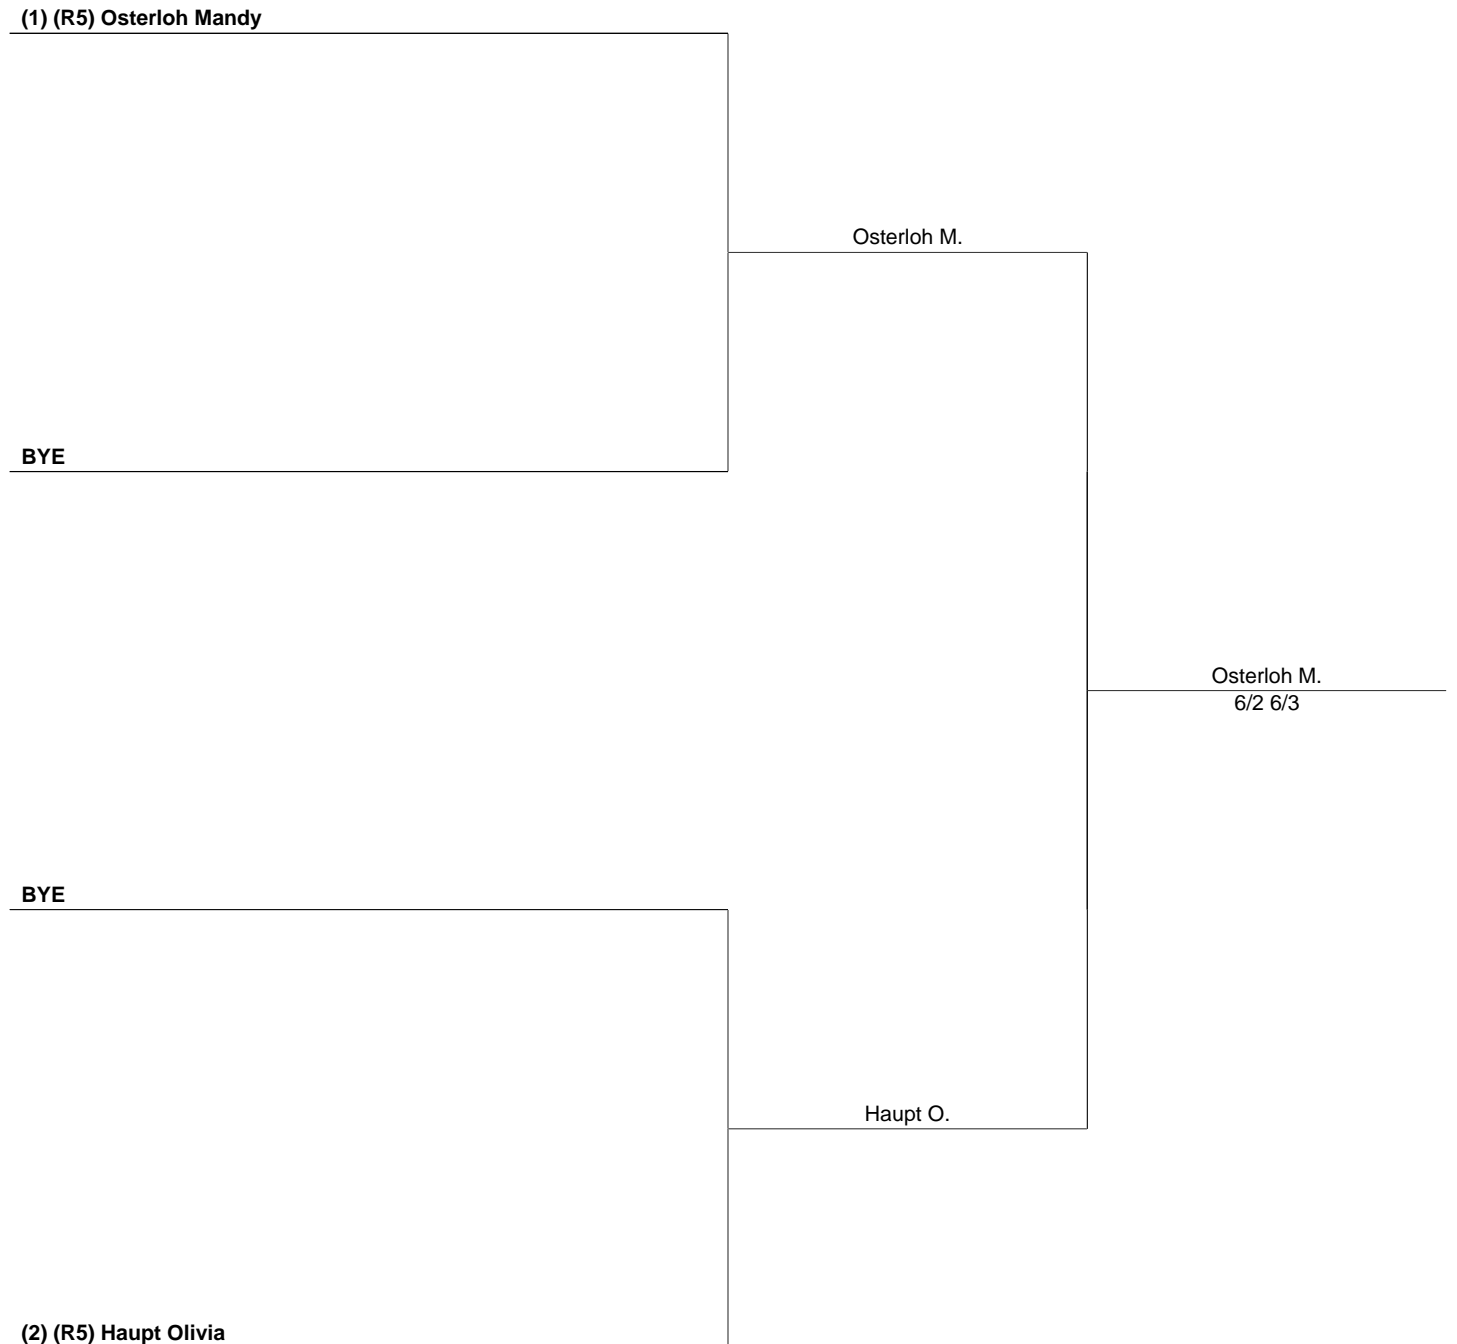 (1) (R5) Osterloh Mandy
Osterloh M.
BYE
Osterloh M.
6/2 6/3
BYE
Haupt O.
(2) (R5) Haupt Olivia